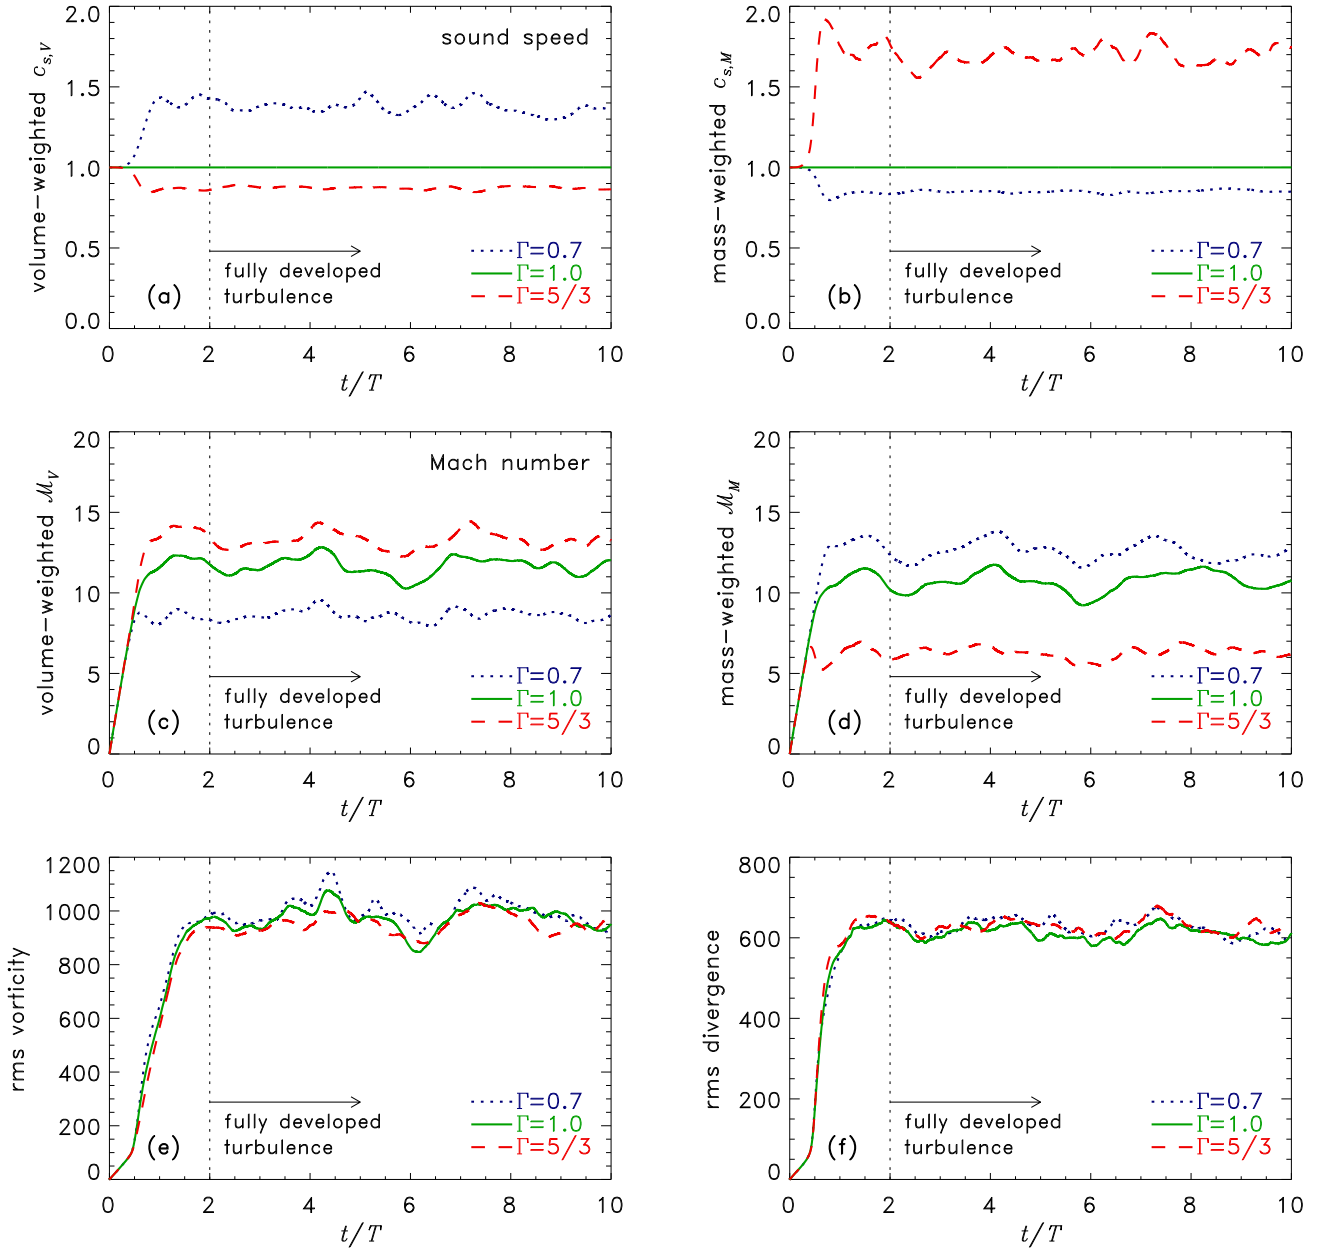 2.0
1.5
1.0
0.5
0.0
volume-weighted c_{s,V}
sound speed
Γ=0.7
Γ=1.0
Γ=5/3
fully developed
turbulence
(a)
0 2 4 6 8 10
t/T
2.0
1.5
1.0
0.5
0.0
mass-weighted c_{s,M}
Γ=0.7
Γ=1.0
Γ=5/3
fully developed
turbulence
(b)
0 2 4 6 8 10
t/T
20
15
10
5
0
volume-weighted ℳ_V
Mach number
Γ=0.7
Γ=1.0
Γ=5/3
fully developed
turbulence
(c)
0 2 4 6 8 10
t/T
20
15
10
5
0
mass-weighted ℳ_M
Γ=0.7
Γ=1.0
Γ=5/3
fully developed
turbulence
(d)
0 2 4 6 8 10
t/T
1200
1000
800
600
400
200
0
rms vorticity
Γ=0.7
Γ=1.0
Γ=5/3
fully developed
turbulence
(e)
0 2 4 6 8 10
t/T
800
600
400
200
0
rms divergence
Γ=0.7
Γ=1.0
Γ=5/3
fully developed
turbulence
(f)
0 2 4 6 8 10
t/T